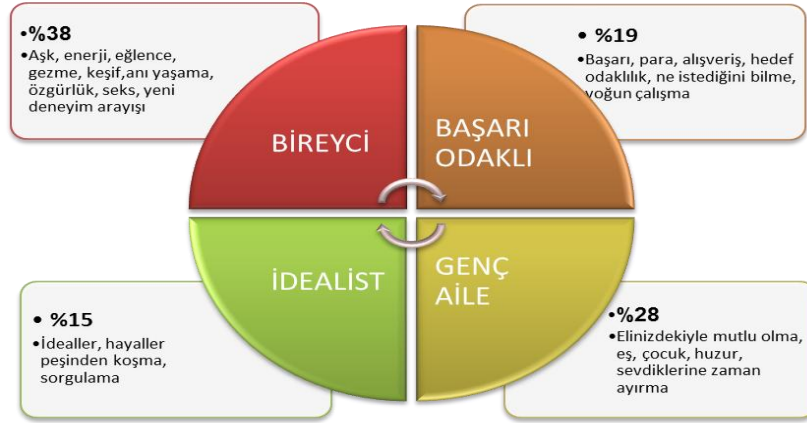 •%38
•Aşk, enerji, eğlence,
gezme, keşif,anı yaşama,
özgürlük, seks, yeni
deneyim arayışı
• %19
•Başarı, para, alışveriş, hedef
odaklılık, ne istediğini bilme,
yoğun çalışma
BİREYCİ
BAŞARI
ODAKLI
İDEALİST
GENÇ
AİLE
• %15
•İdealler, hayaller
peşinden koşma,
sorgulama
•%28
•Elinizdekiyle mutlu olma,
eş, çocuk, huzur,
sevdiklerine zaman
ayırma